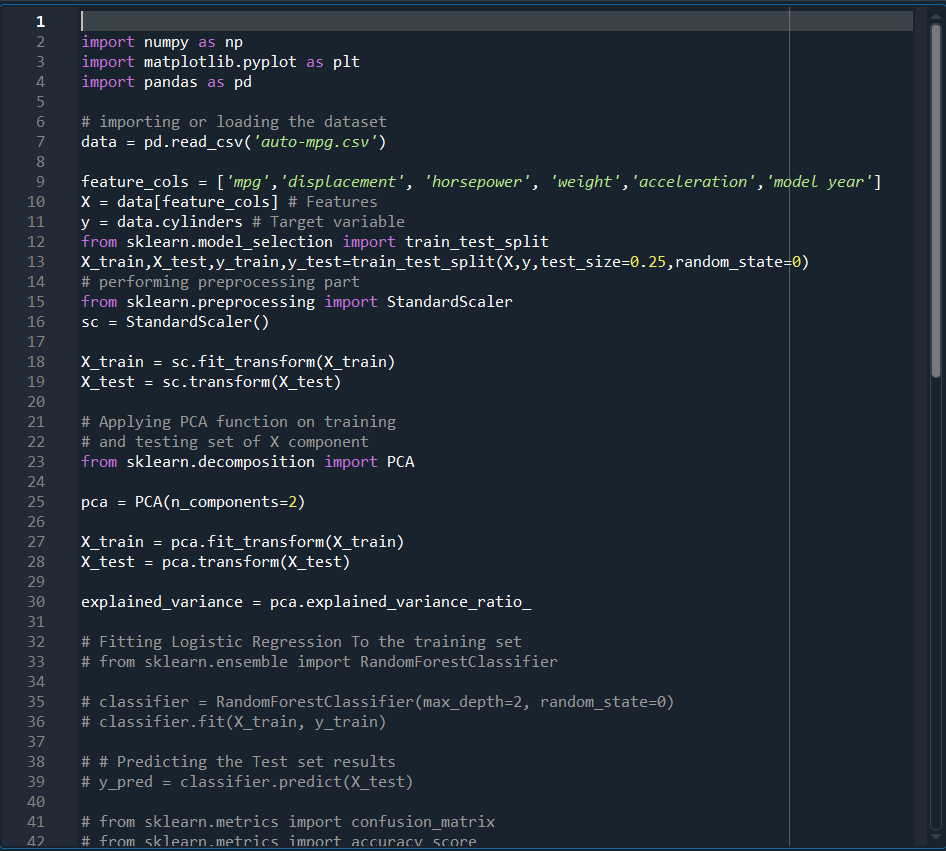 1
2 import numpy as np
3 import matplotlib.pyplot as plt
4 import pandas as pd
5
6 # importing or loading the dataset
7 data = pd.read_csv('auto-mpg.csv')
8
9 feature_cols = ['mpg','displacement', 'horsepower', 'weight','acceleration','model year']
10 X = data[feature_cols] # Features
11 y = data.cylinders # Target variable
12 from sklearn.model_selection import train_test_split
13 X_train,X_test,y_train,y_test=train_test_split(X,y,test_size=0.25,random_state=0)
14 # performing preprocessing part
15 from sklearn.preprocessing import StandardScaler
16 sc = StandardScaler()
17
18 X_train = sc.fit_transform(X_train)
19 X_test = sc.transform(X_test)
20
21 # Applying PCA function on training
22 # and testing set of X component
23 from sklearn.decomposition import PCA
24
25 pca = PCA(n_components=2)
26
27 X_train = pca.fit_transform(X_train)
28 X_test = pca.transform(X_test)
29
30 explained_variance = pca.explained_variance_ratio_
31
32 # Fitting Logistic Regression To the training set
33 # from sklearn.ensemble import RandomForestClassifier
34
35 # classifier = RandomForestClassifier(max_depth=2, random_state=0)
36 # classifier.fit(X_train, y_train)
37
38 # # Predicting the Test set results
39 # y_pred = classifier.predict(X_test)
40
41 # from sklearn.metrics import confusion_matrix
42 # from sklearn.metrics import accuracy_score